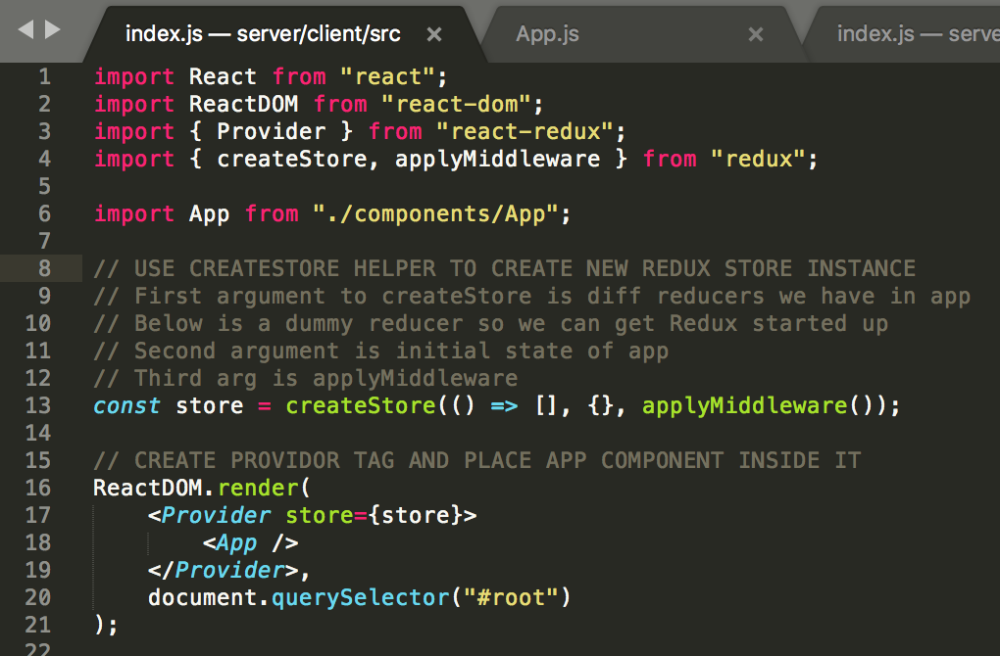 index.js — server/client/src × App.js × index.js — serve
1 import React from "react";
2 import ReactDOM from "react-dom";
3 import { Provider } from "react-redux";
4 import { createStore, applyMiddleware } from "redux";
5
6 import App from "./components/App";
7
8 // USE CREATESTORE HELPER TO CREATE NEW REDUX STORE INSTANCE
9 // First argument to createStore is diff reducers we have in app
10 // Below is a dummy reducer so we can get Redux started up
11 // Second argument is initial state of app
12 // Third arg is applyMiddleware
13 const store = createStore(() => [], {}, applyMiddleware());
14
15 // CREATE PROVIDOR TAG AND PLACE APP COMPONENT INSIDE IT
16 ReactDOM.render(
17     <Provider store={store}>
18         <App />
19     </Provider>,
20     document.querySelector("#root")
21 );
22